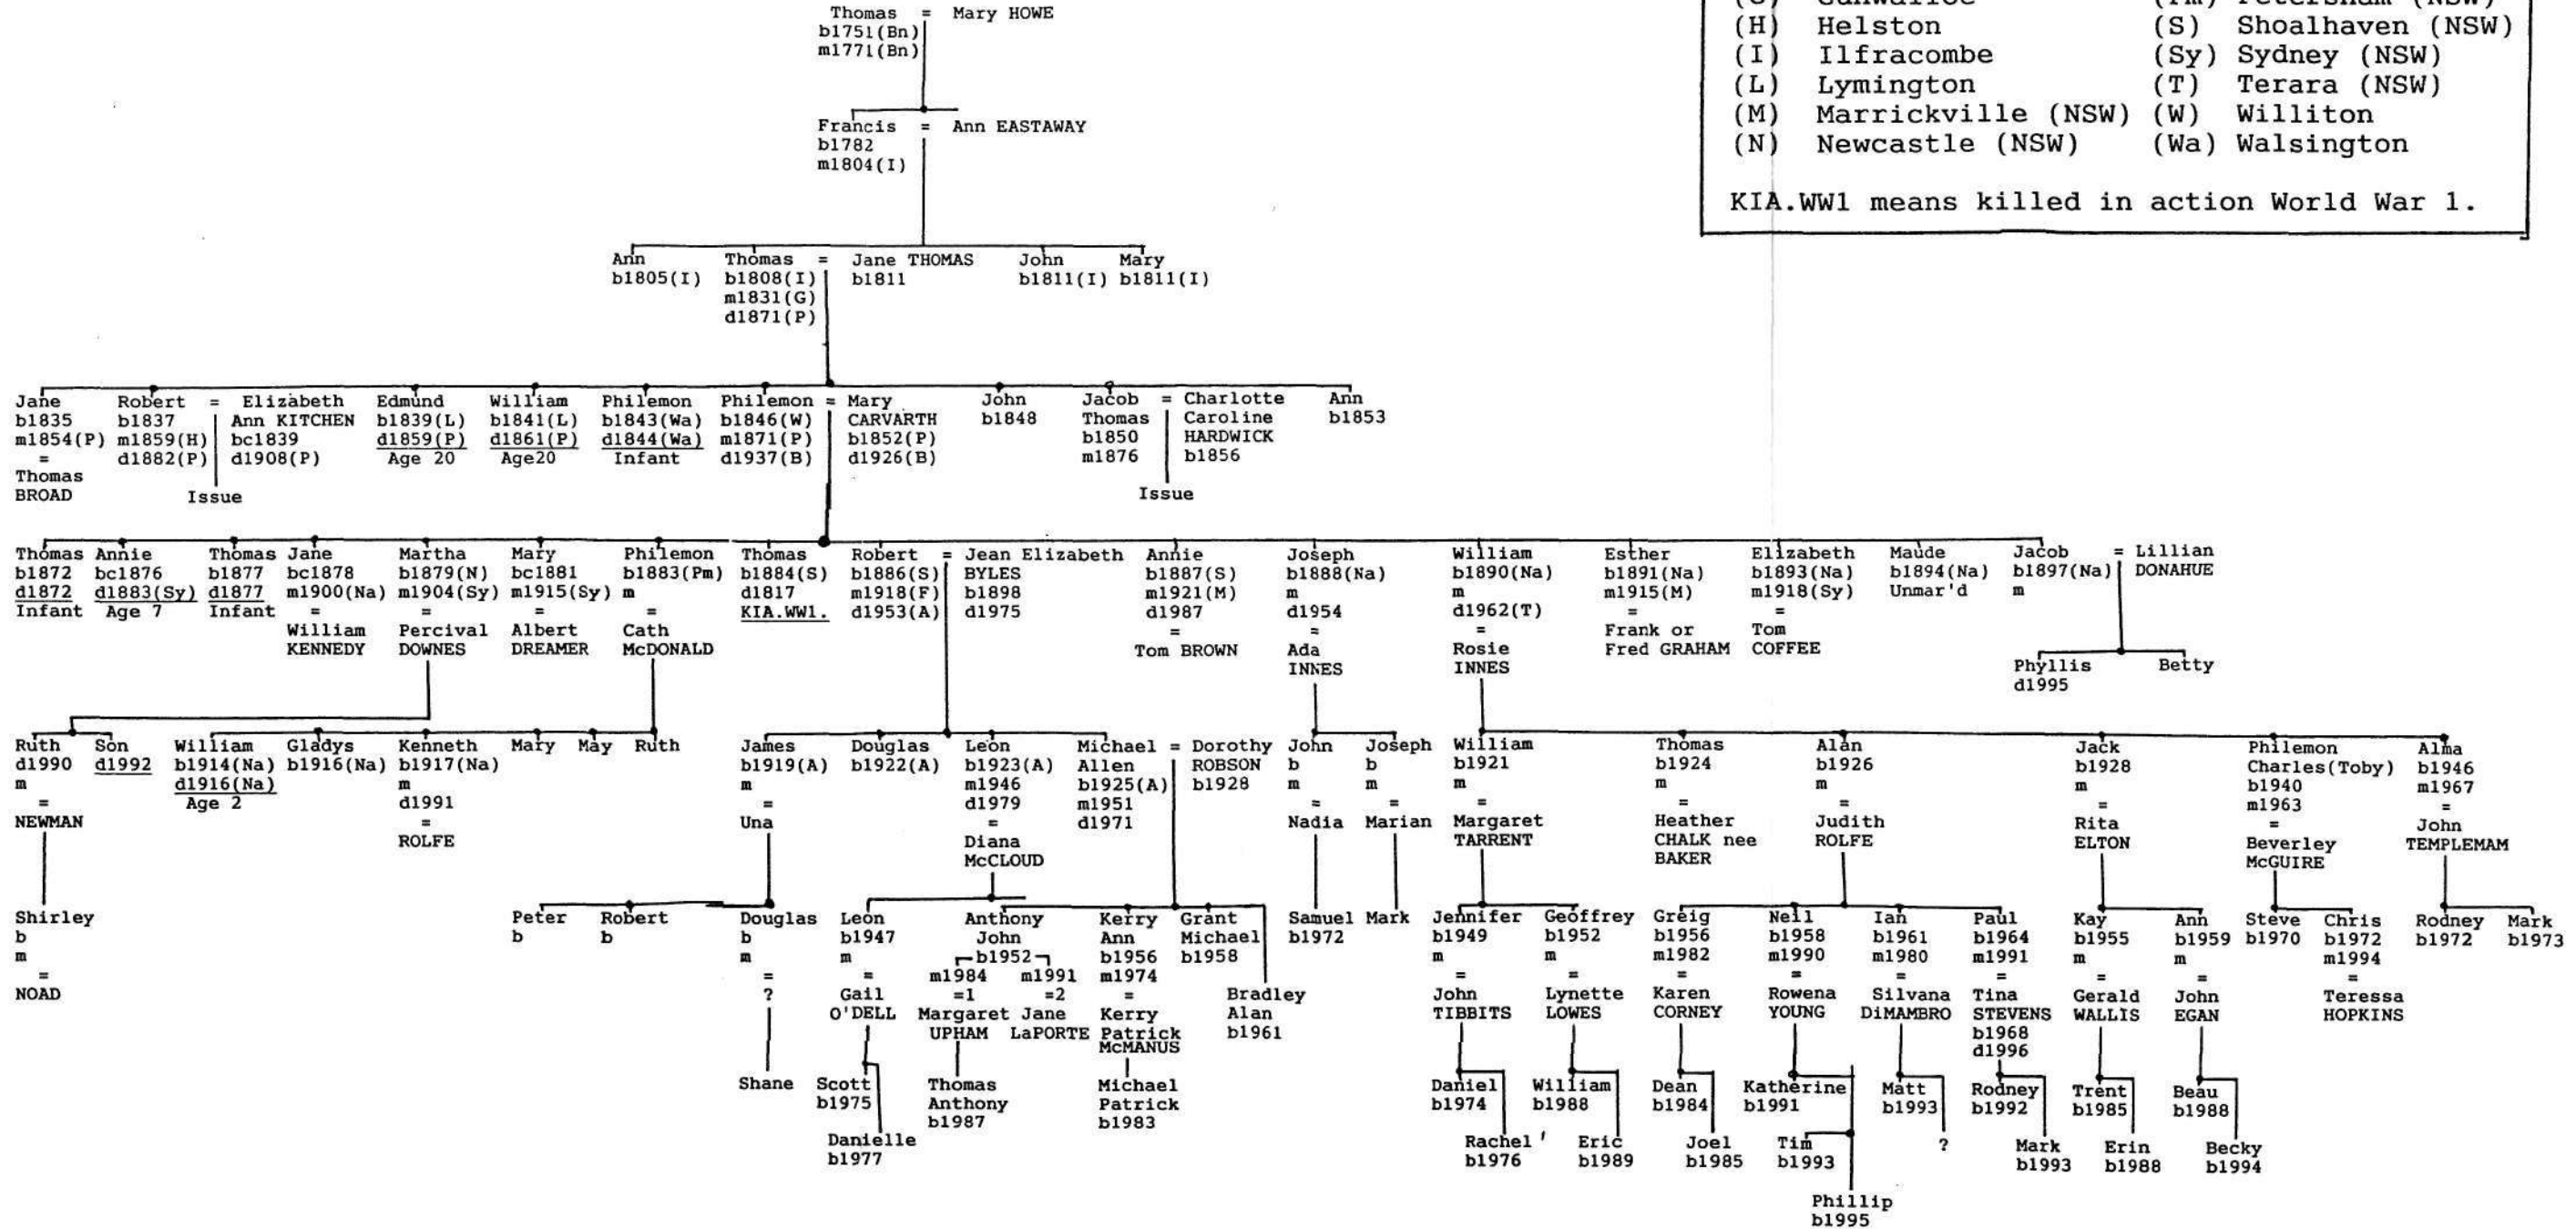 Thomas = Mary HOWE
b1751(Bn)
m1771(Bn)
(H) Helston (S) Shoalhaven (NSW)
(I) Ilfracombe (Sy) Sydney (NSW)
(L) Lymington (T) Terara (NSW)
(M) Marrickville (NSW) (W) Williton
(N) Newcastle (NSW) (Wa) Walsington
KIA.WW1 means killed in action World War 1.
Francis = Ann EASTAWAY
b1782
m1804(I)
Ann Thomas = Jane THOMAS John Mary
b1805(I) b1808(I) b1811 b1811(I) b1811(I)
m1831(G)
d1871(P)
Jane Robert = Elizabeth Edmund William Philemon Philemon = Mary John Jacob = Charlotte Ann
b1835 b1837 Ann KITCHEN b1839(L) b1841(L) b1843(Wa) b1846(W) CARVARTH b1848 Thomas Caroline b1853
m1854(P) m1859(H) bc1839 d1859(P) d1861(P) d1844(Wa) m1871(P) b1852(P) b1850 HARDWICK
= d1882(P) d1908(P) Age 20 Age20 Infant d1937(B) d1926(B) m1876 b1856
Thomas
BROAD Issue Issue
Thomas Annie Thomas Jane Martha Mary Philemon Thomas Robert = Jean Elizabeth Annie Joseph William Esther Elizabeth Maude Jacob = Lillian
b1872 bc1876 b1877 bc1878 b1879(N) bc1881 b1883(Pm) b1884(S) b1886(S) BYLES b1887(S) b1888(Na) b1890(Na) b1891(Na) b1893(Na) b1894(Na) b1897(Na) DONAHUE
d1872 d1883(Sy) d1877 m1900(Na) m1904(Sy) m1915(Sy) m d1817 m1918(F) b1898 m1921(M) m m m1915(M) m1918(Sy) Unmar'd m
Infant Age 7 Infant = = = = KIA.WW1. d1953(A) d1975 d1987 d1954 d1962(T) = =
William Percival Albert Cath = = = Frank or Tom
KENNEDY DOWNES DREAMER McDONALD Tom BROWN Ada Rosie Fred GRAHAM COFFEE
INNES INNES
Phyllis Betty
d1995
Ruth Son William Gladys Kenneth Mary May Ruth James Douglas Leon Michael = Dorothy John Joseph William Thomas Alan Jack Philemon Alma
d1990 d1992 b1914(Na) b1916(Na) b1917(Na) b1919(A) b1922(A) b1923(A) Allen ROBSON b b b1921 b1924 b1926 b1928 Charles(Toby) b1946
m d1916(Na) m m m1946 b1925(A) b1928 m m m m m m b1940 m1967
= Age 2 d1991 = d1979 m1951 = = = = = = m1963 =
NEWMAN = Una = d1971 Nadia Marian Margaret Heather Judith Rita = John
ROLFE Diana TARRENT CHALK nee ROLFE ELTON Beverley TEMPLEMAM
McCLOUD BAKER McGUIRE
Shirley Peter Robert Douglas Leon Anthony Kerry Grant Samuel Mark Jennifer Geoffrey Greig Neil Ian Paul Kay Ann Steve Chris Rodney Mark
b b b b b1947 John Ann Michael b1972 b1949 b1952 b1956 b1958 b1961 b1964 b1955 b1959 b1970 b1972 b1972 b1973
m m m b1952 b1956 b1958 m m m1982 m1990 m1980 m1991 m m m1994
= = = m1984 m1991 m1974 = = = = = = = = =
NOAD ? Gail =1 =2 = Bradley John Lynette Karen Rowena Silvana Tina Gerald John Teressa
O'DELL Margaret Jane Kerry Alan TIBBITS LOWES CORNEY YOUNG DiMAMBRO STEVENS WALLIS EGAN HOPKINS
UPHAM LaPORTE Patrick b1961 b1968
McMANUS d1996
Shane Scott Thomas Michael Daniel William Dean Katherine Matt Rodney Trent Beau
b1975 Anthony Patrick b1974 b1988 b1984 b1991 b1993 b1992 b1985 b1988
b1987 b1983
Danielle Rachel Eric Joel Tim ? Mark Erin Becky
b1977 b1976 b1989 b1985 b1993 b1993 b1988 b1994
Phillip
b1995